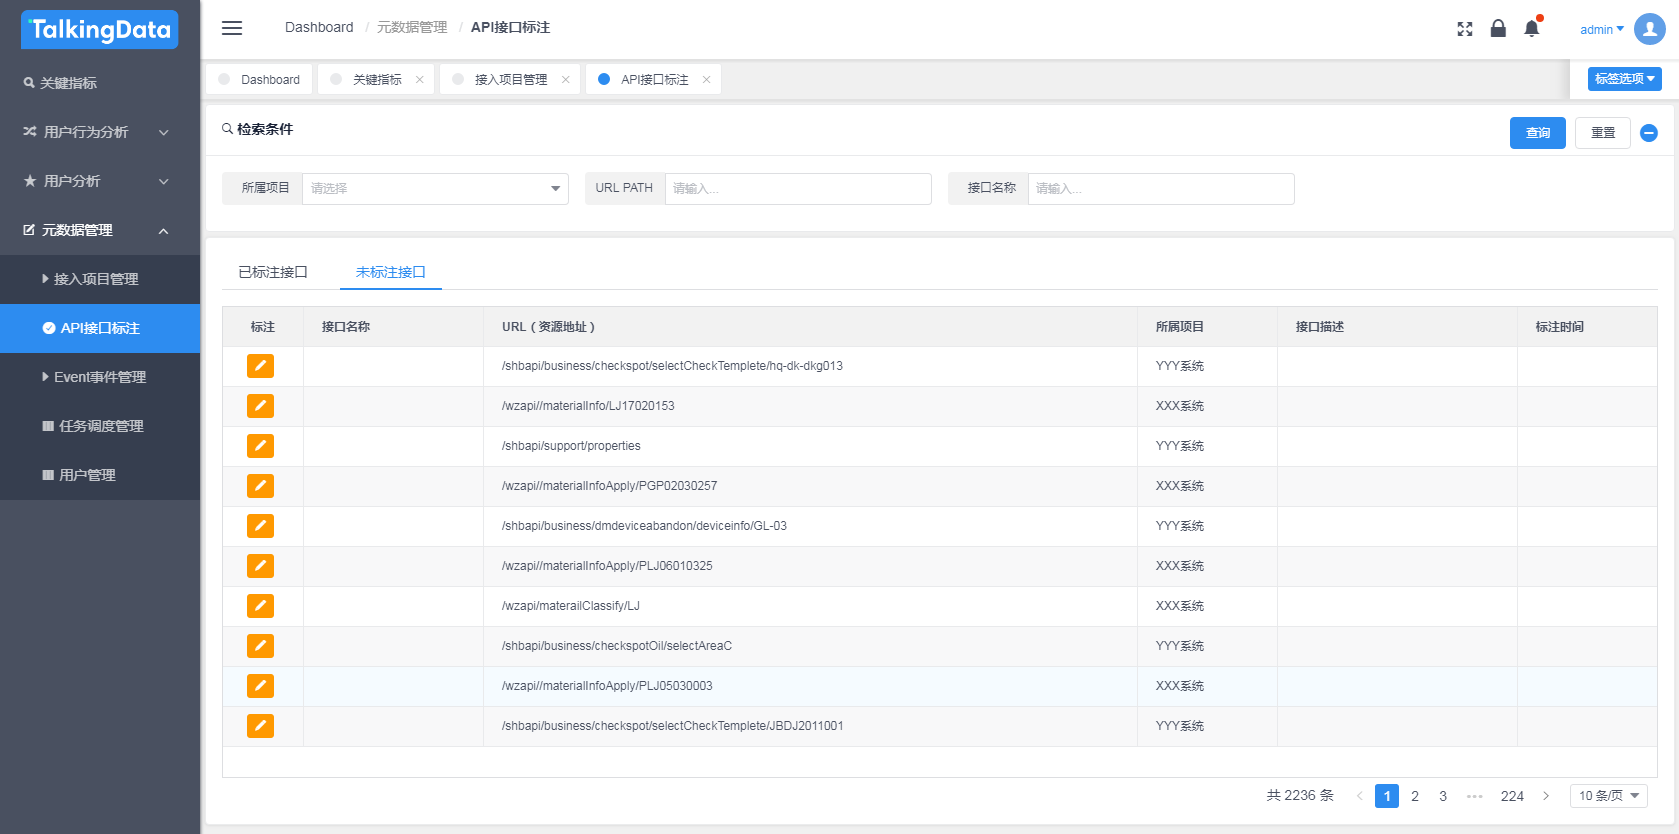 TalkingData
Dashboard / 元数据管理 / API接口标注
admin
Dashboard
关键指标
接入项目管理
API接口标注
标签选项
关键指标
用户行为分析
用户分析
元数据管理
接入项目管理
API接口标注
Event事件管理
任务调度管理
用户管理
检索条件
查询
重置
所属项目 请选择
URL PATH 请输入...
接口名称 请输入...
已标注接口
未标注接口
标注 接口名称 URL（资源地址） 所属项目 接口描述 标注时间
/shbapi/business/checkspot/selectCheckTemplete/hq-dk-dkg013 YYY系统
/wzapi//materialInfo/LJ17020153 XXX系统
/shbapi/support/properties YYY系统
/wzapi//materialInfoApply/PGP02030257 XXX系统
/shbapi/business/dmdeviceabandon/deviceinfo/GL-03 YYY系统
/wzapi//materialInfoApply/PLJ06010325 XXX系统
/wzapi/materailClassify/LJ XXX系统
/shbapi/business/checkspotOil/selectAreaC YYY系统
/wzapi//materialInfoApply/PLJ05030003 XXX系统
/shbapi/business/checkspot/selectCheckTemplete/JBDJ2011001 YYY系统
共 2236 条 1 2 3 ••• 224 10 条/页